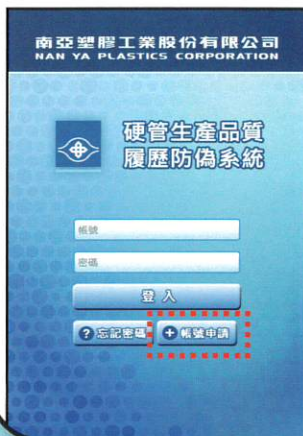 南亞塑膠工業股份有限公司
NAN YA PLASTICS CORPORATION
硬管生產品質
履歷防偽系統
帳號
密碼
登入
忘記密碼
帳號申請